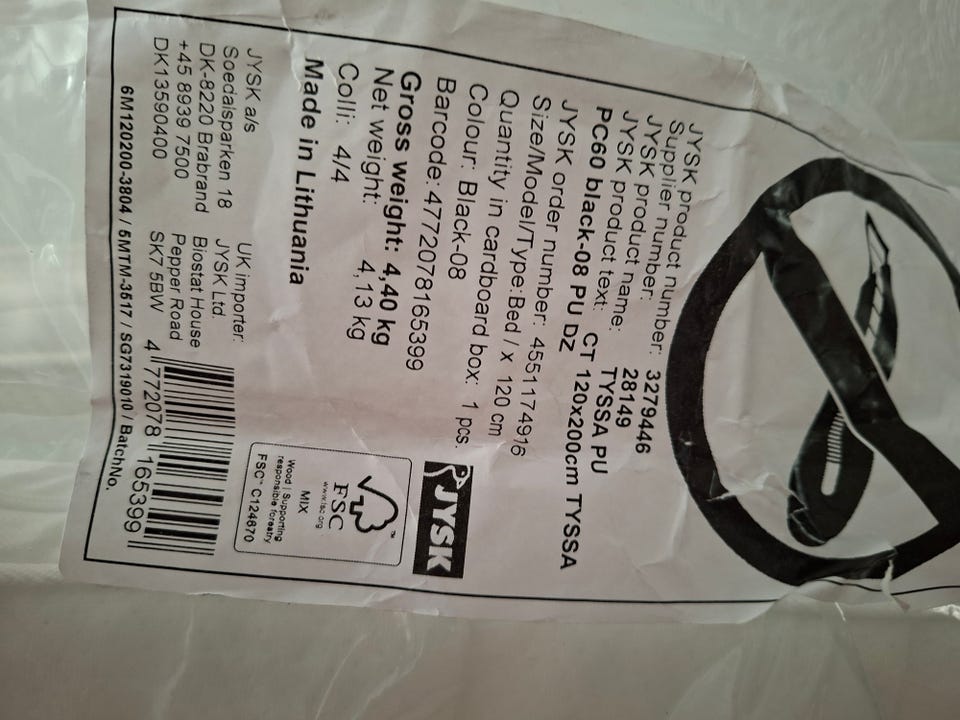 JYSK product number: 3279446
Supplier number: 28149
JYSK product name: TYSSA PU
JYSK product text: CT 120x200cm TYSSA
PC60 black-08 PU DZ
JYSK order number: 4551174916
Size/Model/Type: Bed / x 120 cm
Quantity in cardboard box: 1 pcs.
Colour: Black-08
Barcode: 4772078165399
Gross weight: 4,40 kg
Net weight: 4,13 kg
Colli: 4/4
Made in Lithuania
JYSK
FSC
www.fsc.org
MIX
Wood | Supporting
responsible forestry
FSC™ C124670
JYSK a/s
Soedalsparken 18
DK-8220 Brabrand
+45 8939 7500
DK13590400
UK importer:
JYSK Ltd.
Biostat House
Pepper Road
SK7 5BW
4 772078 165399
6M120200-3804 / 5MTM-3517 / SG7319010 / BatchNo.